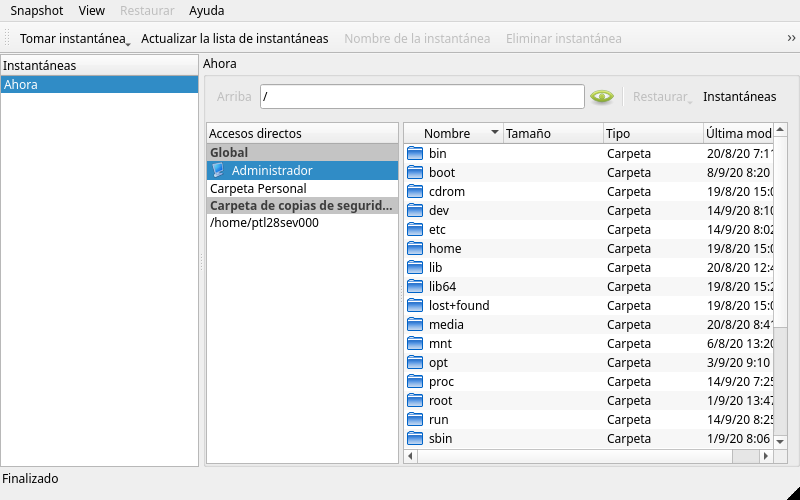 Snapshot View Restaurar Ayuda
Tomar instantánea Actualizar la lista de instantáneas Nombre de la instantánea Eliminar instantánea ››
Instantáneas
Ahora
Ahora
Arriba / Restaurar Instantáneas
Accesos directos
Global
Administrador
Carpeta Personal
Carpeta de copias de segurid...
/home/ptl28sev000
Nombre Tamaño Tipo Última mod
bin Carpeta 20/8/20 7:11
boot Carpeta 8/9/20 8:20
cdrom Carpeta 19/8/20 15:0
dev Carpeta 14/9/20 8:10
etc Carpeta 14/9/20 8:02
home Carpeta 19/8/20 15:0
lib Carpeta 20/8/20 12:4
lib64 Carpeta 19/8/20 15:2
lost+found Carpeta 19/8/20 15:0
media Carpeta 20/8/20 8:41
mnt Carpeta 6/8/20 13:20
opt Carpeta 3/9/20 9:10
proc Carpeta 14/9/20 7:25
root Carpeta 1/9/20 13:47
run Carpeta 14/9/20 8:25
sbin Carpeta 1/9/20 8:06
Finalizado